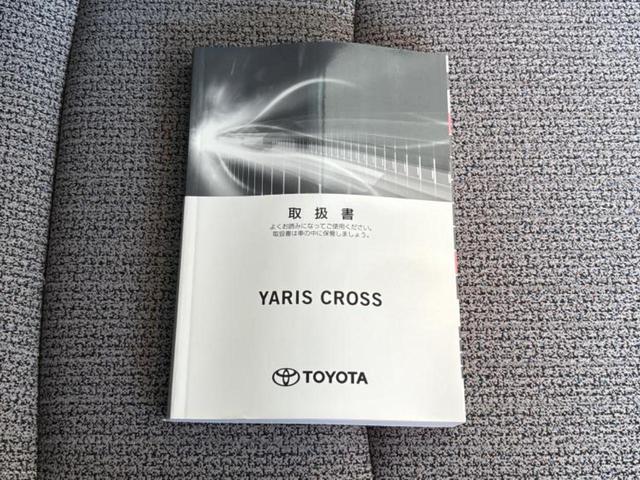 取扱書
よくお読みになってご使用ください。
取扱書は車の中に保管しましょう。
YARIS CROSS
TOYOTA